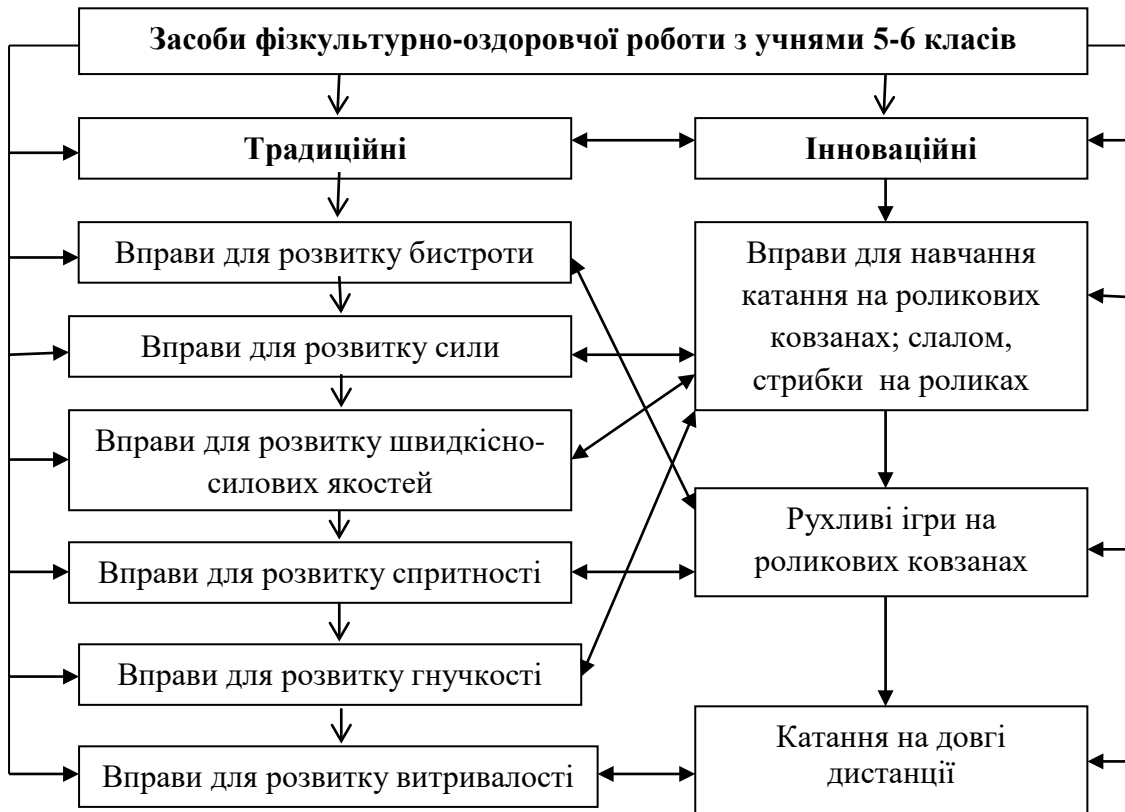 Засоби фізкультурно-оздоровчої роботи з учнями 5-6 класів
Традиційні
Інноваційні
Вправи для розвитку бистроти
Вправи для розвитку сили
Вправи для розвитку швидкісно-
силових якостей
Вправи для розвитку спритності
Вправи для розвитку гнучкості
Вправи для розвитку витривалості
Вправи для навчання
катання на роликових
ковзанах; слалом,
стрибки на роликах
Рухливі ігри на
роликових ковзанах
Катання на довгі
дистанції